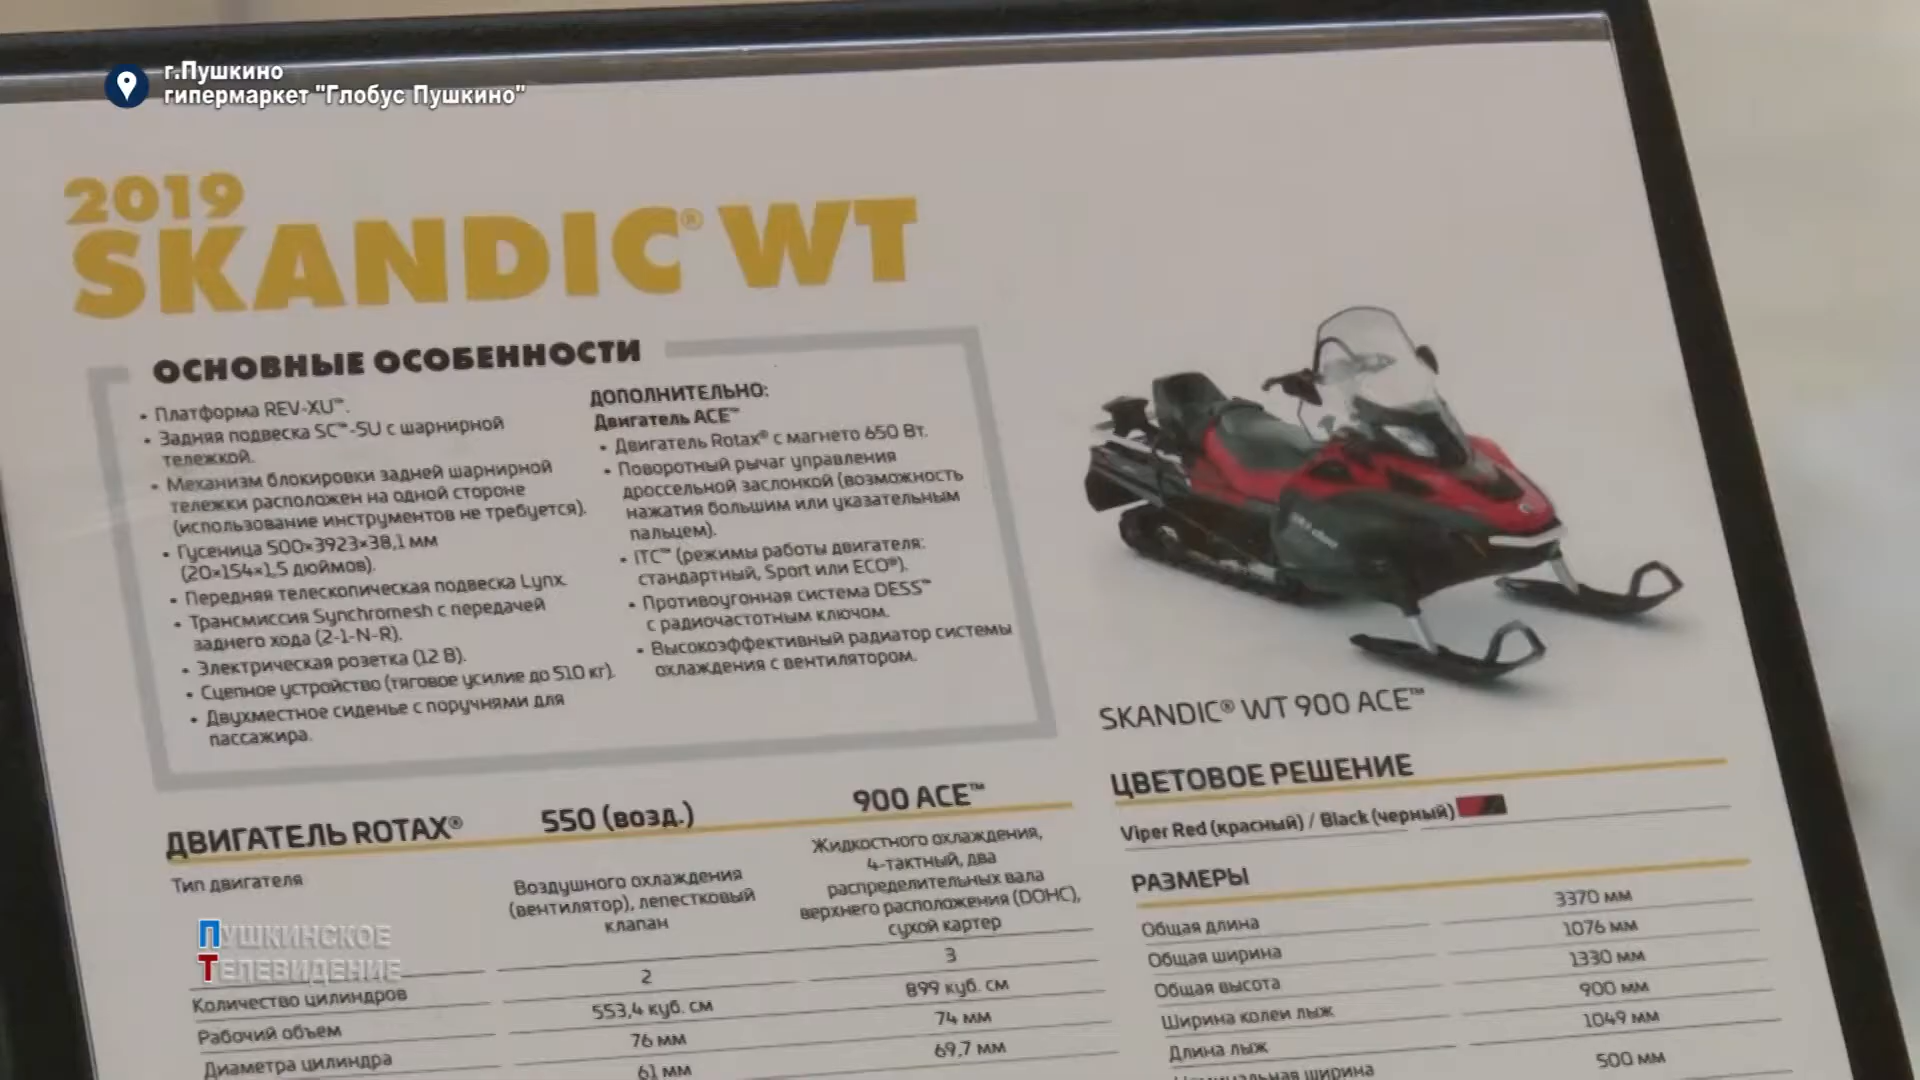 г.Пушкино
гипермаркет "Глобус Пушкино"
2019
SKANDIC® WT
ОСНОВНЫЕ ОСОБЕННОСТИ
• Платформа REV-XU™.
• Задняя подвеска SC™-5U с шарнирной
тележкой.
• Механизм блокировки задней шарнирной
тележки расположен на одной стороне
(использование инструментов не требуется).
• Гусеница 500×3923×38,1 мм
(20×154×1,5 дюймов).
• Передняя телескопическая подвеска Lynx.
• Трансмиссия Synchromesh с передачей
заднего хода (2-1-N-R).
• Электрическая розетка (12 В).
• Сцепное устройство (тяговое усилие до 510 кг).
• Двухместное сиденье с поручнями для
пассажира.
ДОПОЛНИТЕЛЬНО:
Двигатель ACE™
• Двигатель Rotax® с магнето 650 Вт.
• Поворотный рычаг управления
дроссельной заслонкой (возможность
нажатия большим или указательным
пальцем).
• iTC™ (режимы работы двигателя:
стандартный, Sport или ECO®).
• Противоугонная система DESS™
с радиочастотным ключом.
• Высокоэффективный радиатор системы
охлаждения с вентилятором.
SKANDIC® WT 900 ACE™
ДВИГАТЕЛЬ ROTAX® 550 (возд.) 900 ACE™
Тип двигателя
Воздушного охлаждения
(вентилятор), лепестковый
клапан
Жидкостного охлаждения,
4-тактный, два
распределительных вала
верхнего расположения (DOHC),
сухой картер
Количество цилиндров 2 3
Рабочий объем 553,4 куб. см 899 куб. см
Диаметра цилиндра 76 мм 74 мм
61 мм 69,7 мм
ЦВЕТОВОЕ РЕШЕНИЕ
Viper Red (красный) / Black (черный)
РАЗМЕРЫ
Общая длина 3370 мм
Общая ширина 1076 мм
Общая высота 1330 мм
Ширина колеи лыж 900 мм
Длина лыж 1049 мм
Номинальная ширина 500 мм
ПУШКИНСКОЕ
ТЕЛЕВИДЕНИЕ